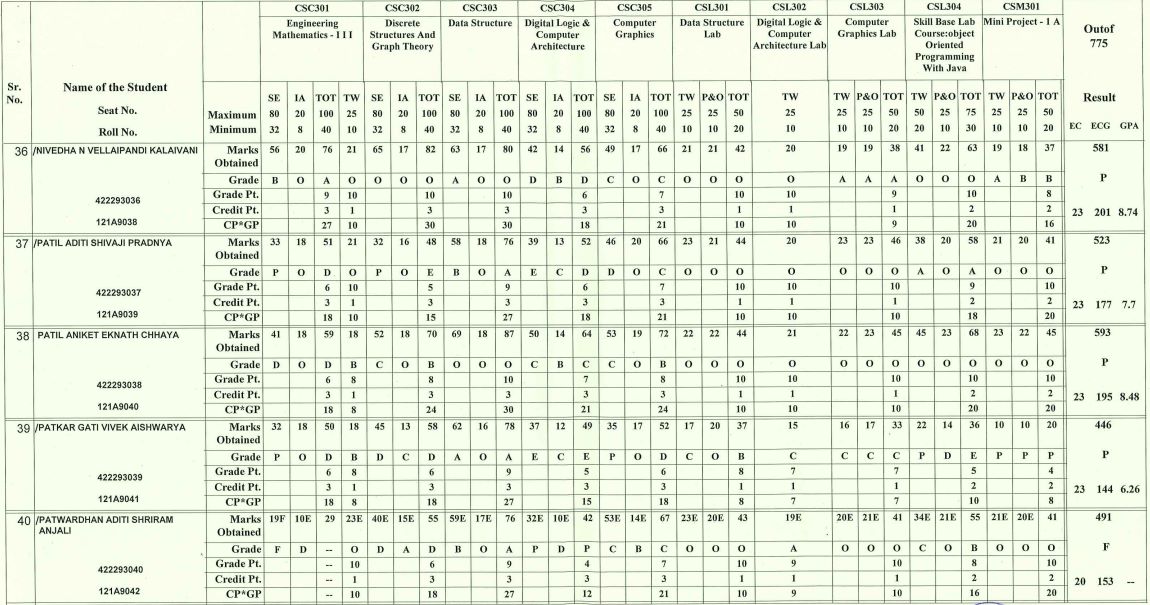 CSC301 CSC302 CSC303 CSC304 CSC305 CSL301 CSL302 CSL303 CSL304 CSM301
Engineering Mathematics - I I I Discrete Structures And Graph Theory Data Structure Digital Logic & Computer Architecture Computer Graphics Data Structure Lab Digital Logic & Computer Architecture Lab Computer Graphics Lab Skill Base Lab Course:object Oriented Programming With Java Mini Project - 1 A Outof 775
Sr. No. Name of the Student
SE IA TOT TW SE IA TOT SE IA TOT SE IA TOT SE IA TOT TW P&O TOT TW TW P&O TOT TW P&O TOT TW P&O TOT Result
Seat No. Maximum 80 20 100 25 80 20 100 80 20 100 80 20 100 80 20 100 25 25 50 25 25 25 50 50 25 75 25 25 50
Roll No. Minimum 32 8 40 10 32 8 40 32 8 40 32 8 40 32 8 40 10 10 20 10 10 10 20 20 10 30 10 10 20 EC ECG GPA
36 /NIVEDHA N VELLAIPANDI KALAIVANI Marks Obtained 56 20 76 21 65 17 82 63 17 80 42 14 56 49 17 66 21 21 42 20 19 19 38 41 22 63 19 18 37 581
Grade B O A O O O O A O O D B D C O C O O O O A A A O O O A B B P
422293036 Grade Pt. 9 10 10 10 6 7 10 10 9 10 8
121A9038 Credit Pt. 3 1 3 3 3 3 1 1 1 2 2 23 201 8.74
CP*GP 27 10 30 30 18 21 10 10 9 20 16
37 /PATIL ADITI SHIVAJI PRADNYA Marks Obtained 33 18 51 21 32 16 48 58 18 76 39 13 52 46 20 66 23 21 44 20 23 23 46 38 20 58 21 20 41 523
Grade P O D O P O E B O A E C D D O C O O O O O O O A O A O O O P
422293037 Grade Pt. 6 10 5 9 6 7 10 10 10 9 10
121A9039 Credit Pt. 3 1 3 3 3 3 1 1 1 2 2 23 177 7.7
CP*GP 18 10 15 27 18 21 10 10 10 18 20
38 PATIL ANIKET EKNATH CHHAYA Marks Obtained 41 18 59 18 52 18 70 69 18 87 50 14 64 53 19 72 22 22 44 21 22 23 45 45 23 68 23 22 45 593
Grade D O D B C O B O O O C B C C O B O O O O O O O O O O O O O P
422293038 Grade Pt. 6 8 8 10 7 8 10 10 10 10 10
121A9040 Credit Pt. 3 1 3 3 3 3 1 1 1 2 2 23 195 8.48
CP*GP 18 8 24 30 21 24 10 10 10 20 20
39 /PATKAR GATI VIVEK AISHWARYA Marks Obtained 32 18 50 18 45 13 58 62 16 78 37 12 49 35 17 52 17 20 37 15 16 17 33 22 14 36 10 10 20 446
Grade P O D B D C D A O A E C E P O D C O B C C C C P D E P P P P
422293039 Grade Pt. 6 8 6 9 5 6 8 7 7 5 4
121A9041 Credit Pt. 3 1 3 3 3 3 1 1 1 2 2 23 144 6.26
CP*GP 18 8 18 27 15 18 8 7 7 10 8
40 /PATWARDHAN ADITI SHRIRAM ANJALI Marks Obtained 19F 10E 29 23E 40E 15E 55 59E 17E 76 32E 10E 42 53E 14E 67 23E 20E 43 19E 20E 21E 41 34E 21E 55 21E 20E 41 491
Grade F D -- O D A D B O A P D P C B C O O O A O O O C O B O O O F
422293040 Grade Pt. -- 10 6 9 4 7 10 9 10 8 10
121A9042 Credit Pt. -- 1 3 3 3 3 1 1 1 2 2 20 153 --
CP*GP -- 10 18 27 12 21 10 9 10 16 20